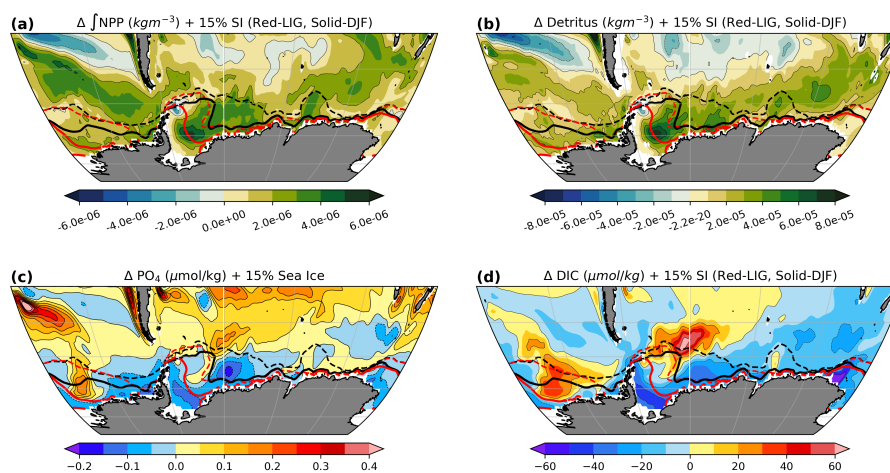 (a) Δ ∫NPP (kgm⁻³) + 15% SI (Red-LIG, Solid-DJF)
-6.0e-06 -4.0e-06 -2.0e-06 0.0e+00 2.0e-06 4.0e-06 6.0e-06
(b) Δ Detritus (kgm⁻³) + 15% SI (Red-LIG, Solid-DJF)
-8.0e-05 -6.0e-05 -4.0e-05 -2.0e-05 -2.2e-20 2.0e-05 4.0e-05 6.0e-05 8.0e-05
(c) Δ PO₄ (μmol/kg) + 15% Sea Ice
−0.2 −0.1 0.0 0.1 0.2 0.3 0.4
(d) Δ DIC (μmol/kg) + 15% SI (Red-LIG, Solid-DJF)
−60 −40 −20 0 20 40 60